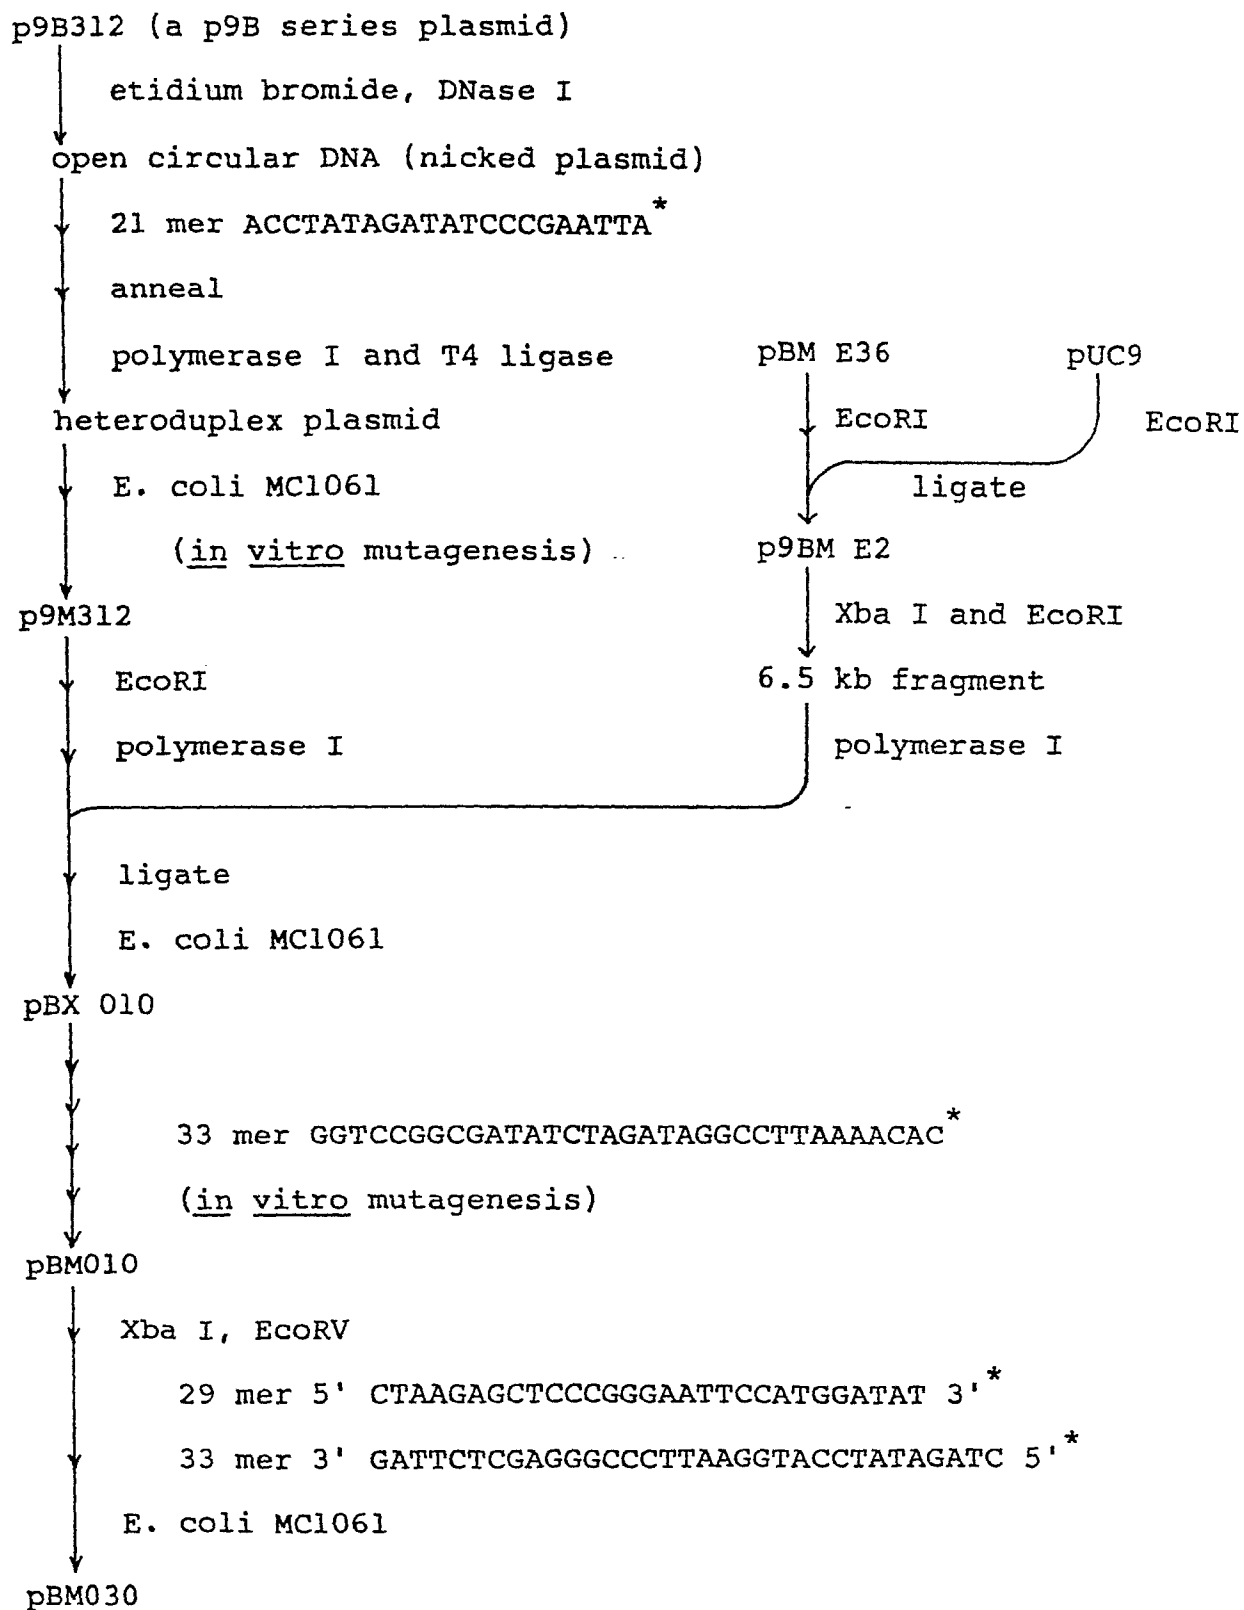 p9B312 (a p9B series plasmid)
etidium bromide, DNase I
open circular DNA (nicked plasmid)
21 mer ACCTATAGATATCCCGAATTA*
anneal
polymerase I and T4 ligase
heteroduplex plasmid
E. coli MC1061
(in vitro mutagenesis)
p9M312
EcoRI
polymerase I
pBM E36
pUC9
EcoRI
EcoRI
ligate
p9BM E2
Xba I and EcoRI
6.5 kb fragment
polymerase I
ligate
E. coli MC1061
pBX 010
33 mer GGTCCGGCGATATCTAGATAGGCCTTAAAACAC*
(in vitro mutagenesis)
pBM010
Xba I, EcoRV
29 mer 5' CTAAGAGCTCCCGGGAATTCCATGGATAT 3'*
33 mer 3' GATTCTCGAGGGCCCTTAAGGTACCTATAGATC 5'*
E. coli MC1061
pBM030